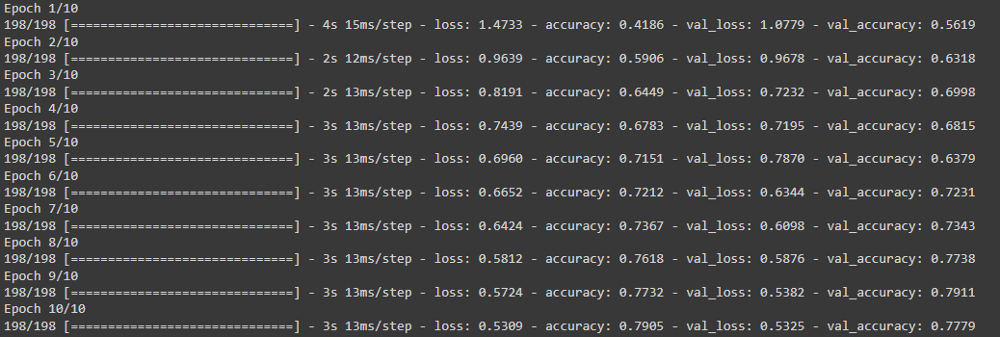 Epoch 1/10
198/198 [==============================] - 4s 15ms/step - loss: 1.4733 - accuracy: 0.4186 - val_loss: 1.0779 - val_accuracy: 0.5619
Epoch 2/10
198/198 [==============================] - 2s 12ms/step - loss: 0.9639 - accuracy: 0.5906 - val_loss: 0.9678 - val_accuracy: 0.6318
Epoch 3/10
198/198 [==============================] - 2s 13ms/step - loss: 0.8191 - accuracy: 0.6449 - val_loss: 0.7232 - val_accuracy: 0.6998
Epoch 4/10
198/198 [==============================] - 3s 13ms/step - loss: 0.7439 - accuracy: 0.6783 - val_loss: 0.7195 - val_accuracy: 0.6815
Epoch 5/10
198/198 [==============================] - 3s 13ms/step - loss: 0.6960 - accuracy: 0.7151 - val_loss: 0.7870 - val_accuracy: 0.6379
Epoch 6/10
198/198 [==============================] - 3s 13ms/step - loss: 0.6652 - accuracy: 0.7212 - val_loss: 0.6344 - val_accuracy: 0.7231
Epoch 7/10
198/198 [==============================] - 3s 13ms/step - loss: 0.6424 - accuracy: 0.7367 - val_loss: 0.6098 - val_accuracy: 0.7343
Epoch 8/10
198/198 [==============================] - 3s 13ms/step - loss: 0.5812 - accuracy: 0.7618 - val_loss: 0.5876 - val_accuracy: 0.7738
Epoch 9/10
198/198 [==============================] - 3s 13ms/step - loss: 0.5724 - accuracy: 0.7732 - val_loss: 0.5382 - val_accuracy: 0.7911
Epoch 10/10
198/198 [==============================] - 3s 13ms/step - loss: 0.5309 - accuracy: 0.7905 - val_loss: 0.5325 - val_accuracy: 0.7779